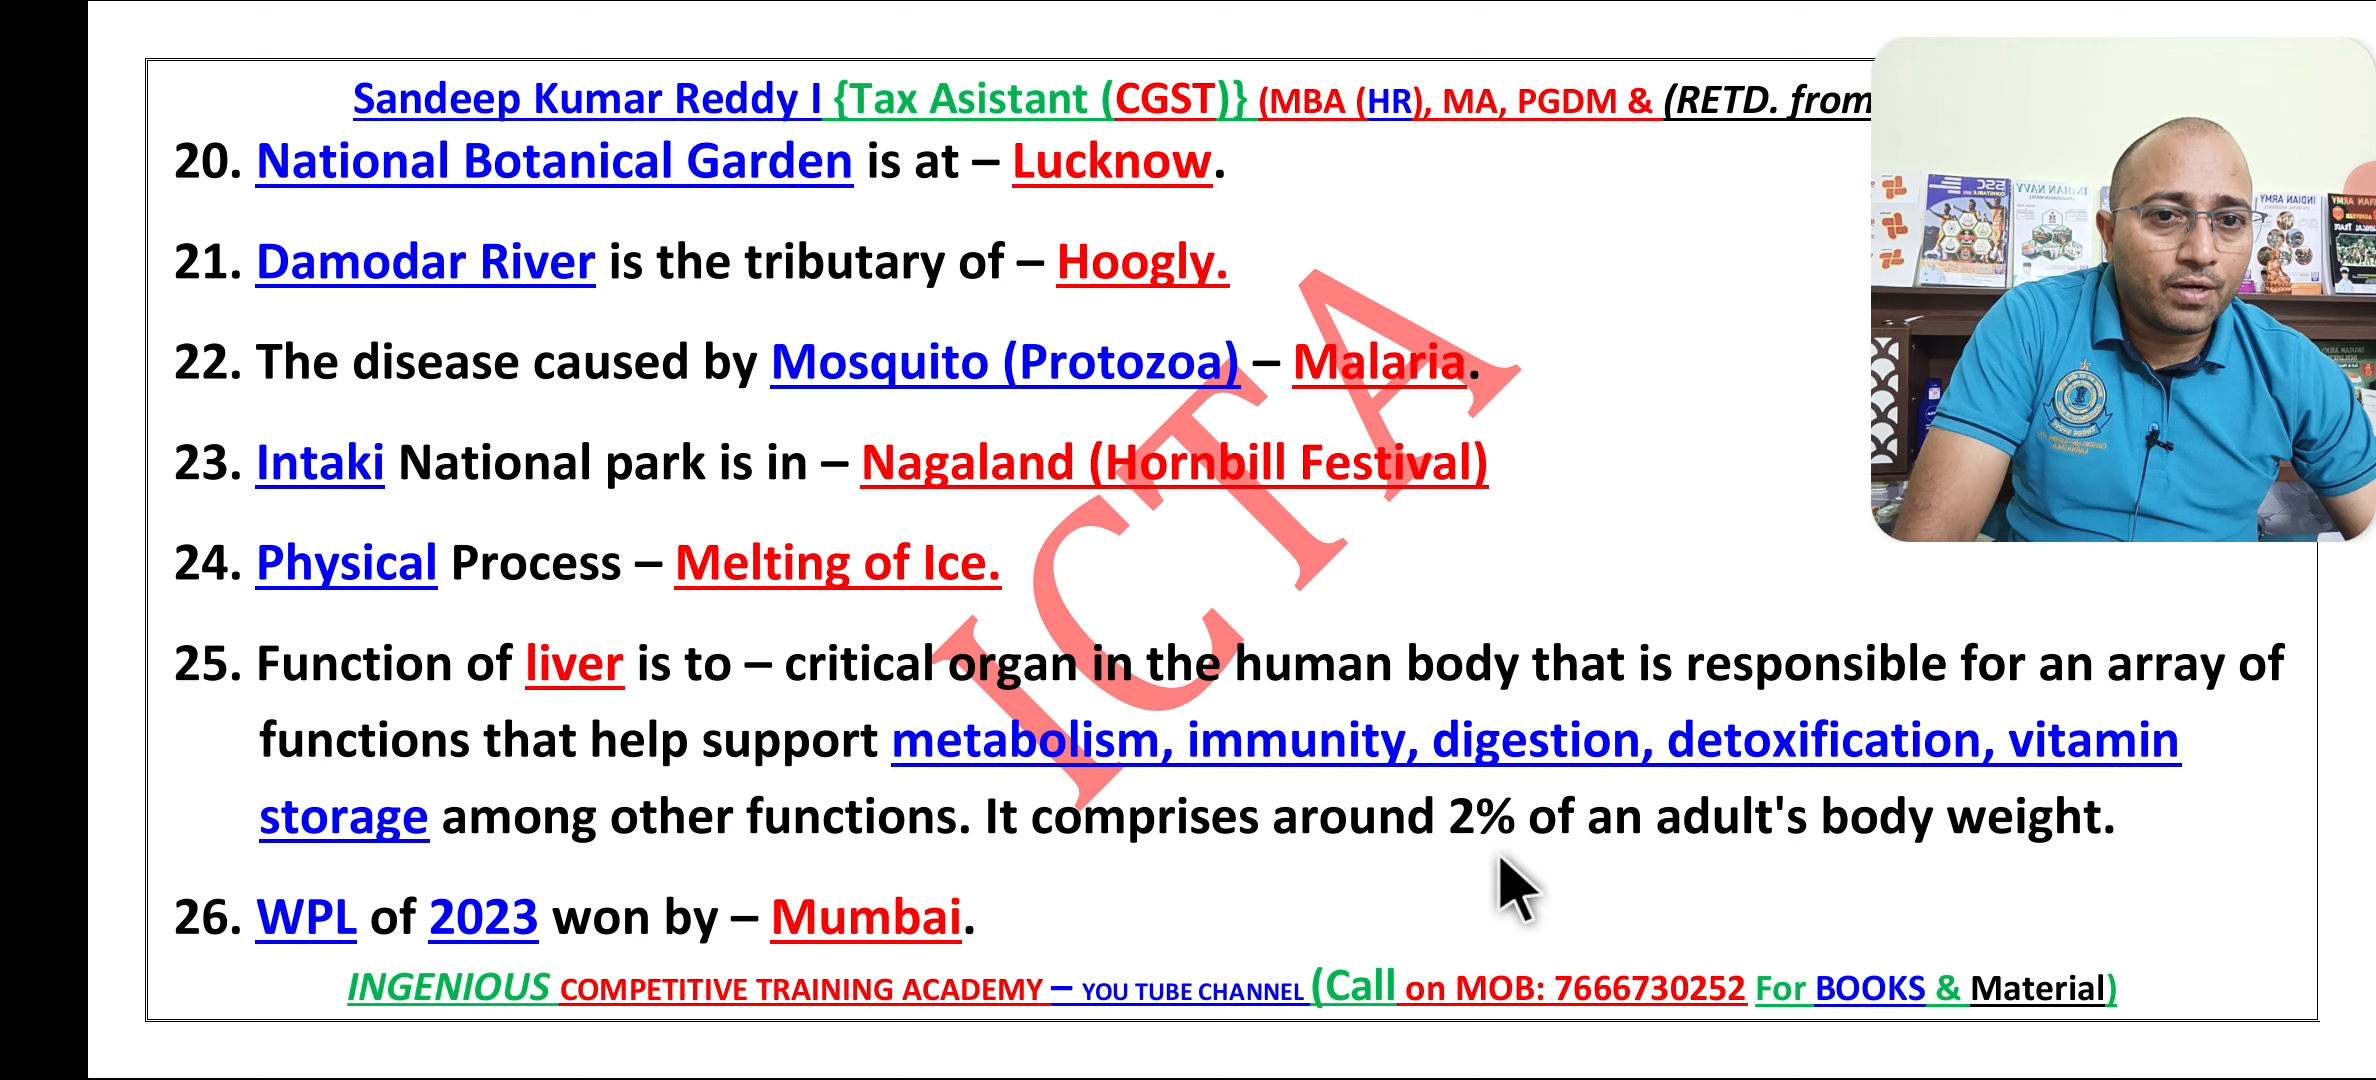 Sandeep Kumar Reddy I {Tax Asistant (CGST)} (MBA (HR), MA, PGDM & (RETD. from
20. National Botanical Garden is at – Lucknow.
21. Damodar River is the tributary of – Hoogly.
22. The disease caused by Mosquito (Protozoa) – Malaria.
23. Intaki National park is in – Nagaland (Hornbill Festival)
24. Physical Process – Melting of Ice.
25. Function of liver is to – critical organ in the human body that is responsible for an array of
functions that help support metabolism, immunity, digestion, detoxification, vitamin
storage among other functions. It comprises around 2% of an adult's body weight.
26. WPL of 2023 won by – Mumbai.
INGENIOUS COMPETITIVE TRAINING ACADEMY – YOU TUBE CHANNEL (Call on MOB: 7666730252 For BOOKS & Material)
ICTA
SSC
INDIAN NAVY
INDIAN ARMY